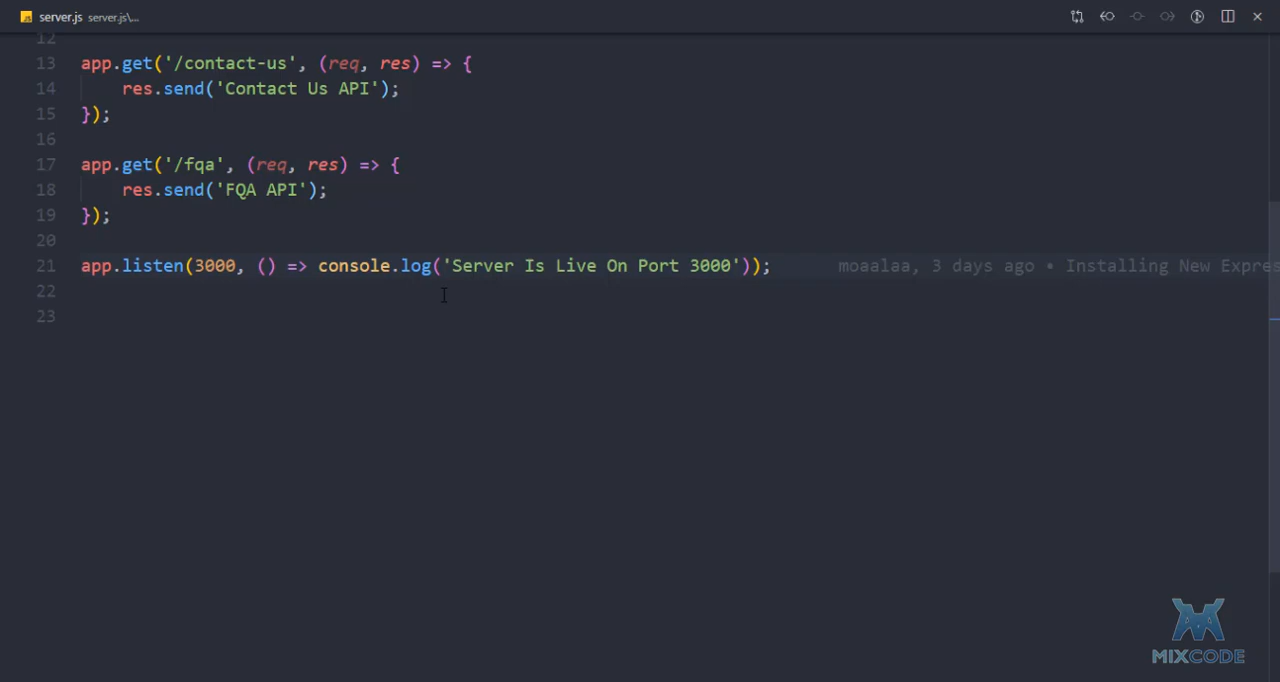 server.js server.js\...
12
13 app.get('/contact-us', (req, res) => {
14 res.send('Contact Us API');
15 });
16
17 app.get('/fqa', (req, res) => {
18 res.send('FQA API');
19 });
20
21 app.listen(3000, () => console.log('Server Is Live On Port 3000')); moaalaa, 3 days ago • Installing New Expres
22
23
MIXCODE